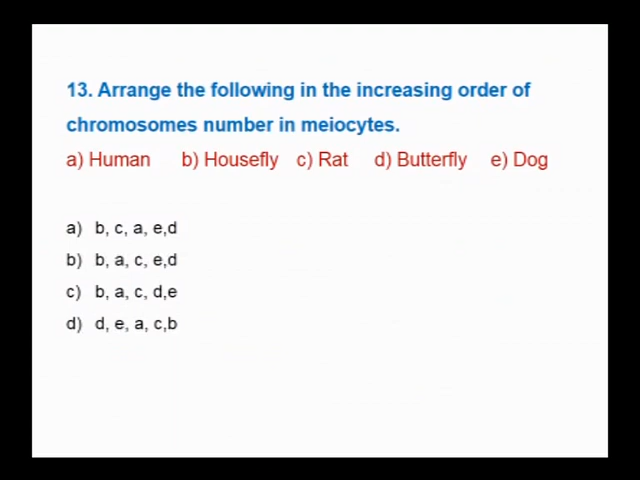 13. Arrange the following in the increasing order of
chromosomes number in meiocytes.
a) Human b) Housefly c) Rat d) Butterfly e) Dog
a) b, c, a, e,d
b) b, a, c, e,d
c) b, a, c, d,e
d) d, e, a, c,b